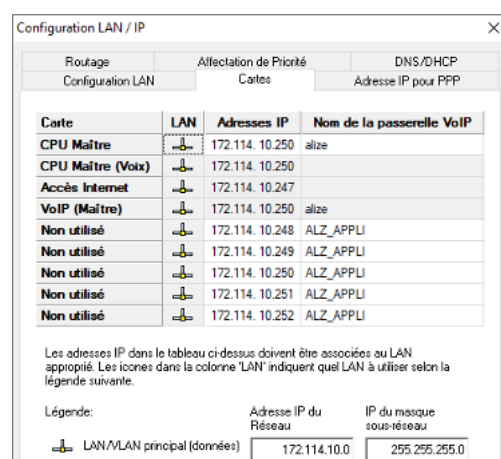 Configuration LAN / IP
Routage Affectation de Priorité DNS/DHCP
Configuration LAN Cartes Adresse IP pour PPP
Carte LAN Adresses IP Nom de la passerelle VoIP
CPU Maître 172.114. 10.250 alize
CPU Maître (Voix) 172.114. 10.250
Accès Internet 172.114. 10.247
VoIP (Maître) 172.114. 10.250 alize
Non utilisé 172.114. 10.248 ALZ_APPLI
Non utilisé 172.114. 10.249 ALZ_APPLI
Non utilisé 172.114. 10.250 ALZ_APPLI
Non utilisé 172.114. 10.251 ALZ_APPLI
Non utilisé 172.114. 10.252 ALZ_APPLI
Les adresses IP dans le tableau ci-dessus doivent être associées au LAN
approprié. Les icones dans la colonne 'LAN' indiquent quel LAN à utiliser selon la
légende suivante.
Légende: Adresse IP du IP du masque
Réseau sous-réseau
LAN/VLAN principal (données) 172.114.10.0 255.255.255.0